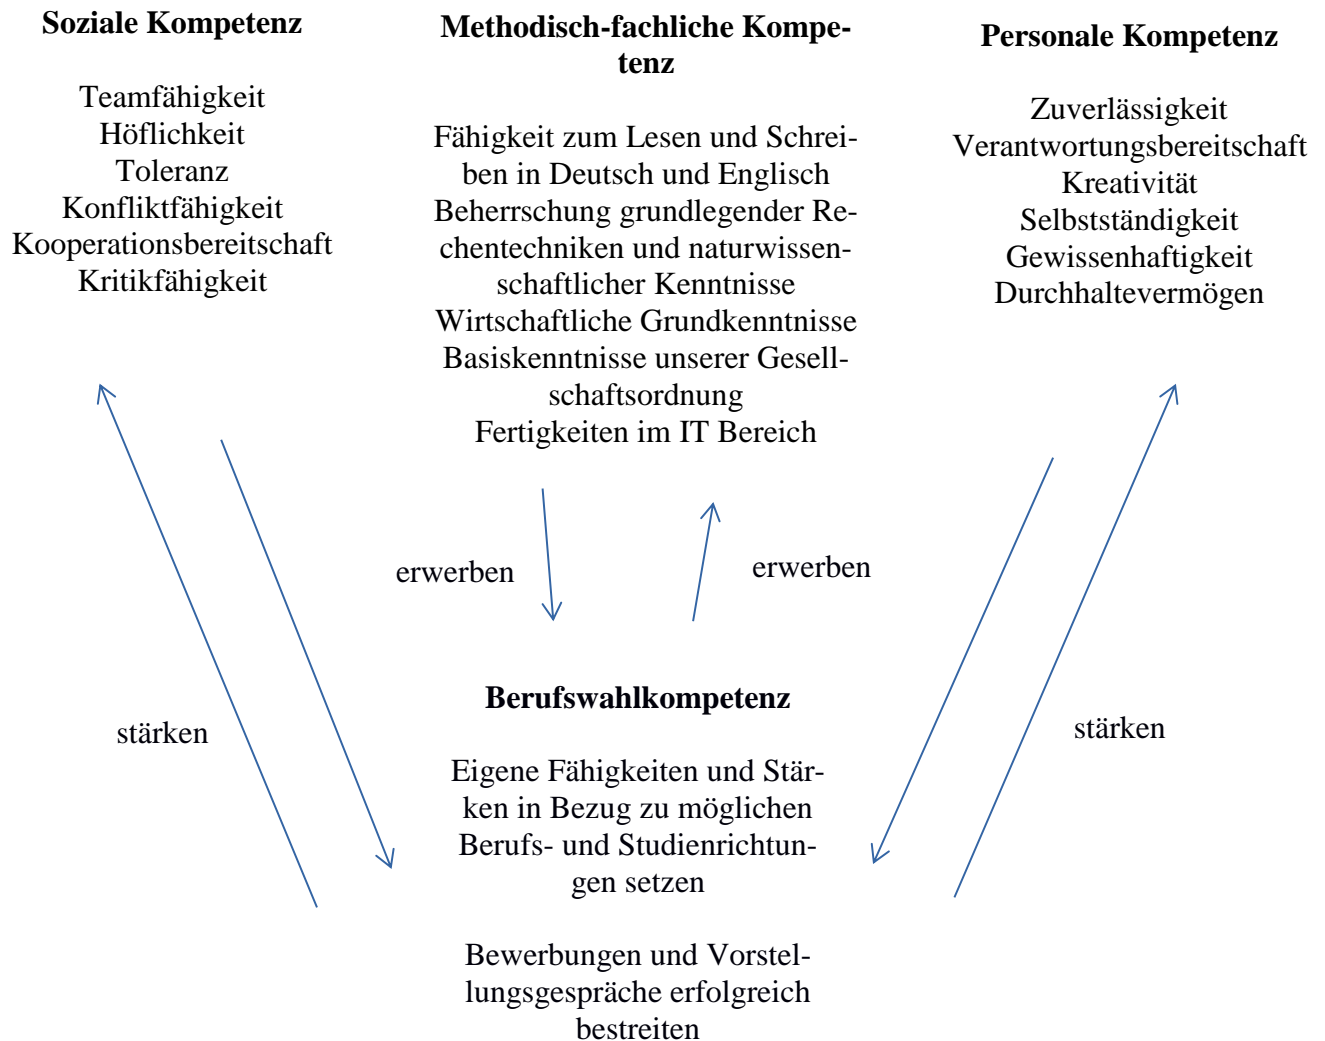 Soziale Kompetenz
Teamfähigkeit
Höflichkeit
Toleranz
Konfliktfähigkeit
Kooperationsbereitschaft
Kritikfähigkeit
Methodisch-fachliche Kompe-
tenz
Fähigkeit zum Lesen und Schrei-
ben in Deutsch und Englisch
Beherrschung grundlegender Re-
chentechniken und naturwissen-
schaftlicher Kenntnisse
Wirtschaftliche Grundkenntnisse
Basiskenntnisse unserer Gesell-
schaftsordnung
Fertigkeiten im IT Bereich
Personale Kompetenz
Zuverlässigkeit
Verantwortungsbereitschaft
Kreativität
Selbstständigkeit
Gewissenhaftigkeit
Durchhaltevermögen
erwerben
erwerben
stärken
stärken
Berufswahlkompetenz
Eigene Fähigkeiten und Stär-
ken in Bezug zu möglichen
Berufs- und Studienrichtun-
gen setzen
Bewerbungen und Vorstel-
lungsgespräche erfolgreich
bestreiten